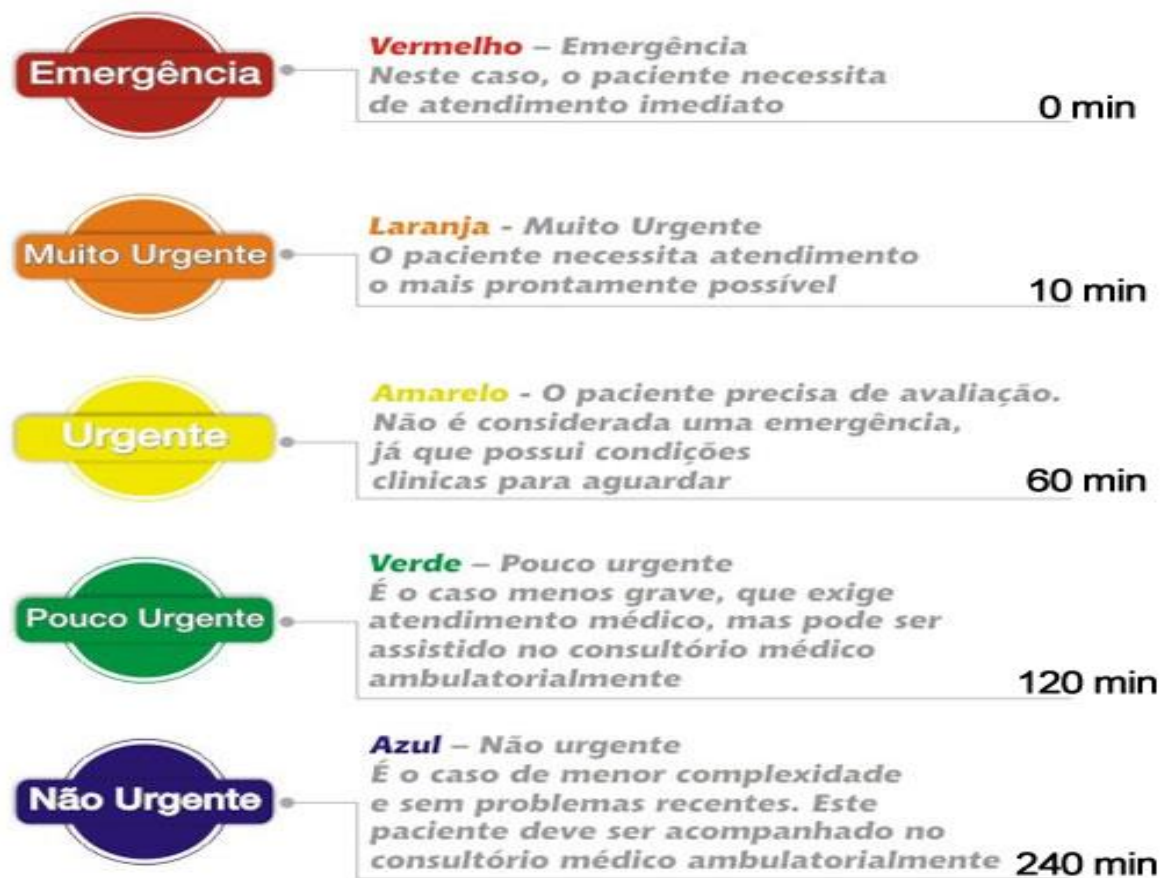 Emergência
Vermelho – Emergência
Neste caso, o paciente necessita
de atendimento imediato
0 min
Muito Urgente
Laranja - Muito Urgente
O paciente necessita atendimento
o mais prontamente possível
10 min
Urgente
Amarelo - O paciente precisa de avaliação.
Não é considerada uma emergência,
já que possui condições
clinicas para aguardar
60 min
Pouco Urgente
Verde – Pouco urgente
É o caso menos grave, que exige
atendimento médico, mas pode ser
assistido no consultório médico
ambulatorialmente
120 min
Não Urgente
Azul – Não urgente
É o caso de menor complexidade
e sem problemas recentes. Este
paciente deve ser acompanhado no
consultório médico ambulatorialmente
240 min